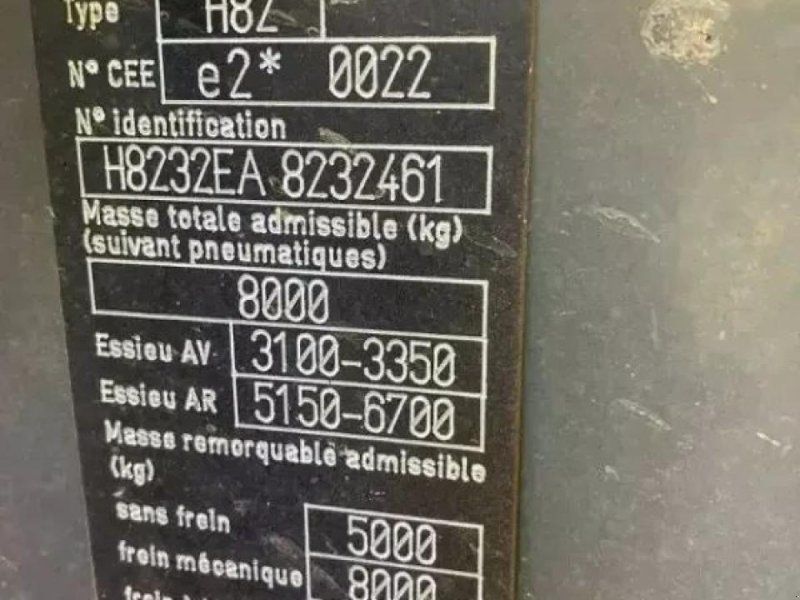 Type H82
N° CEE e2* 0022
N° identification
H8232EA 8232461
Masse totale admissible (kg)
(suivant pneumatiques)
8000
Essieu AV 3100-3350
Essieu AR 5150-6700
Masse remorquable admissible
(kg)
sans frein 5000
frein mécanique 8000
frein